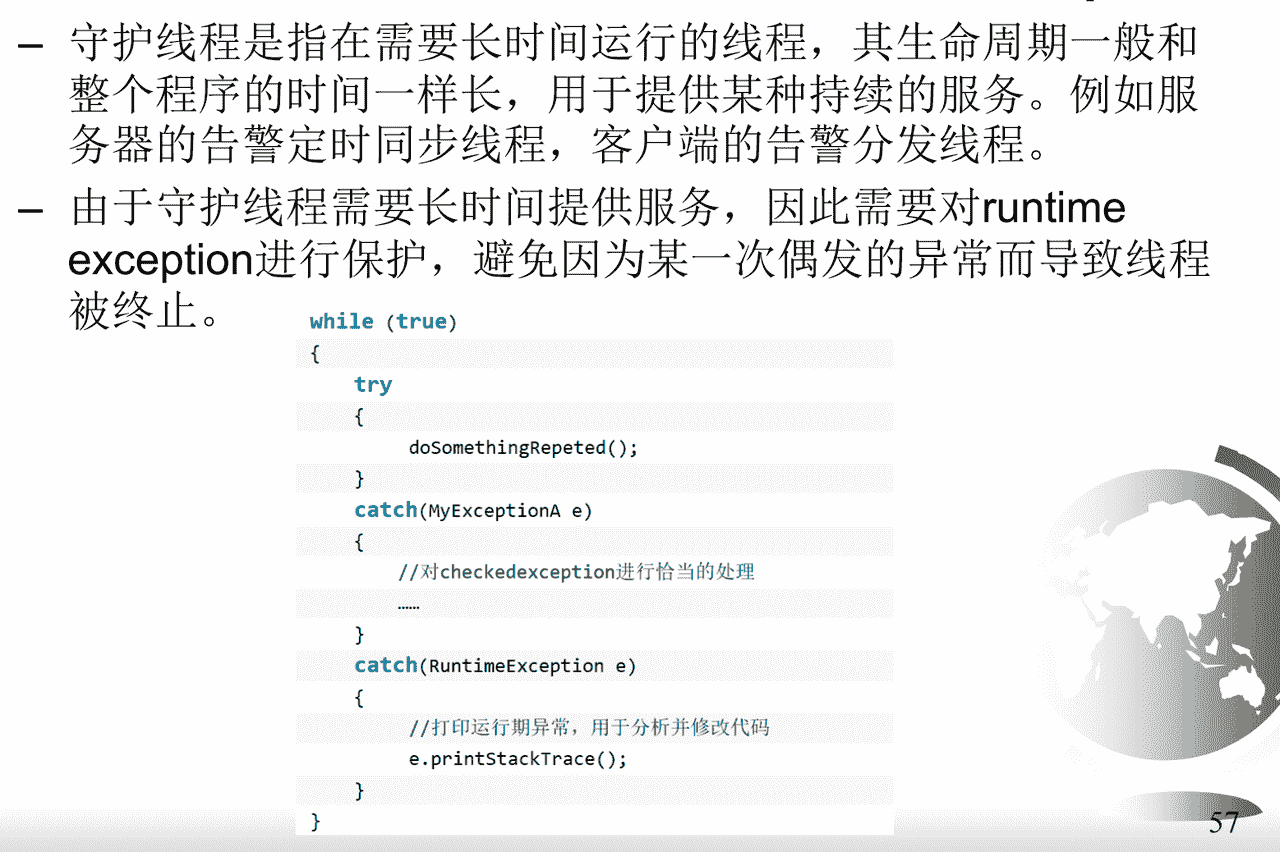 – 守护线程是指在需要长时间运行的线程，其生命周期一般和
整个程序的时间一样长，用于提供某种持续的服务。例如服
务器的告警定时同步线程，客户端的告警分发线程。
– 由于守护线程需要长时间提供服务，因此需要对runtime
exception进行保护，避免因为某一次偶发的异常而导致线程
被终止。
while (true)
{
try
{
doSomethingRepeted();
}
catch(MyExceptionA e)
{
//对checkedexception进行恰当的处理
……
}
catch(RuntimeException e)
{
//打印运行期异常，用于分析并修改代码
e.printStackTrace();
}
}
57